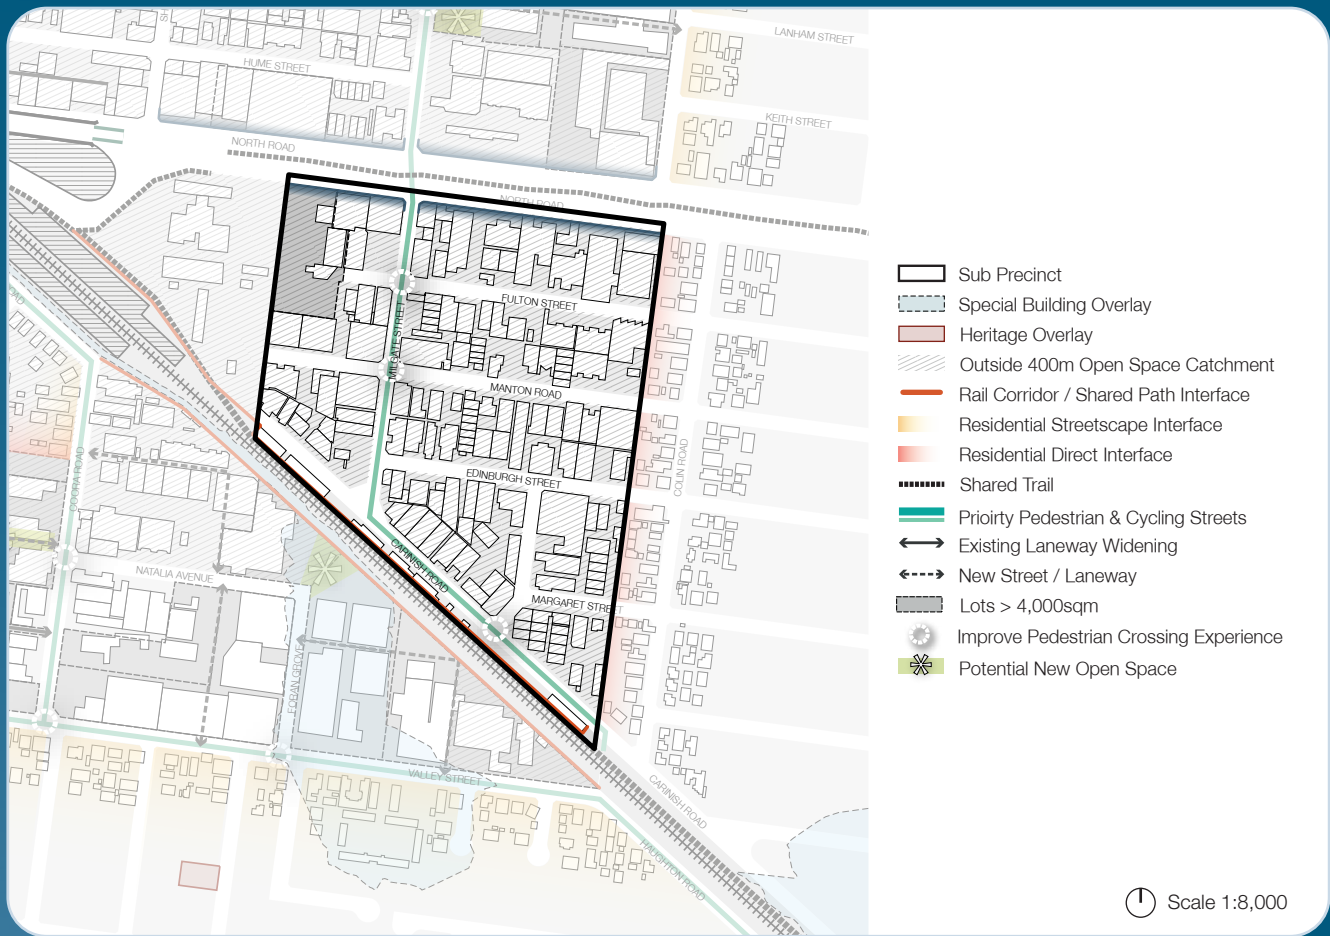 LANHAM STREET
HUME STREET
KEITH STREET
NORTH ROAD
NORTH ROAD
FULTON STREET
MILGATE STREET
MANTON ROAD
COLIN ROAD
EDINBURGH STREET
COORA ROAD
CARINISH ROAD
NATALIA AVENUE
MARGARET STREET
FORAN GROVE
VALLEY STREET
CARINISH ROAD
HAUGHTON ROAD
Sub Precinct
Special Building Overlay
Heritage Overlay
Outside 400m Open Space Catchment
Rail Corridor / Shared Path Interface
Residential Streetscape Interface
Residential Direct Interface
Shared Trail
Prioirty Pedestrian & Cycling Streets
Existing Laneway Widening
New Street / Laneway
Lots > 4,000sqm
Improve Pedestrian Crossing Experience
Potential New Open Space
Scale 1:8,000